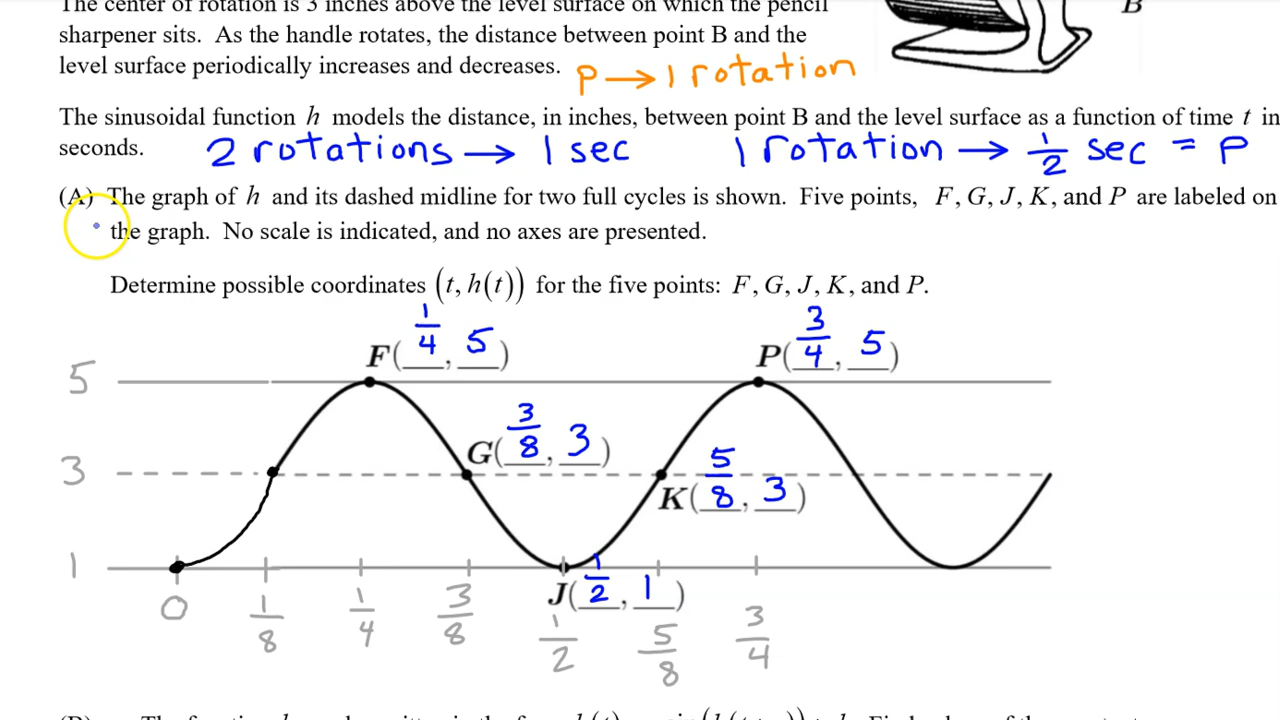 The center of rotation is 3 inches above the level surface on which the pencil
B
sharpener sits. As the handle rotates, the distance between point B and the
level surface periodically increases and decreases. P → 1 rotation
The sinusoidal function h models the distance, in inches, between point B and the level surface as a function of time t in
seconds. 2 rotations → 1 sec 1 rotation → 1/2 sec = P
(A) The graph of h and its dashed midline for two full cycles is shown. Five points, F, G, J, K, and P are labeled on
the graph. No scale is indicated, and no axes are presented.
Determine possible coordinates (t, h(t)) for the five points: F, G, J, K, and P.
F(1/4, 5) P(3/4, 5)
5
G(3/8, 3)
3
K(5/8, 3)
1
J(1/2, 1)
0 1/8 1/4 3/8 1/2 5/8 3/4